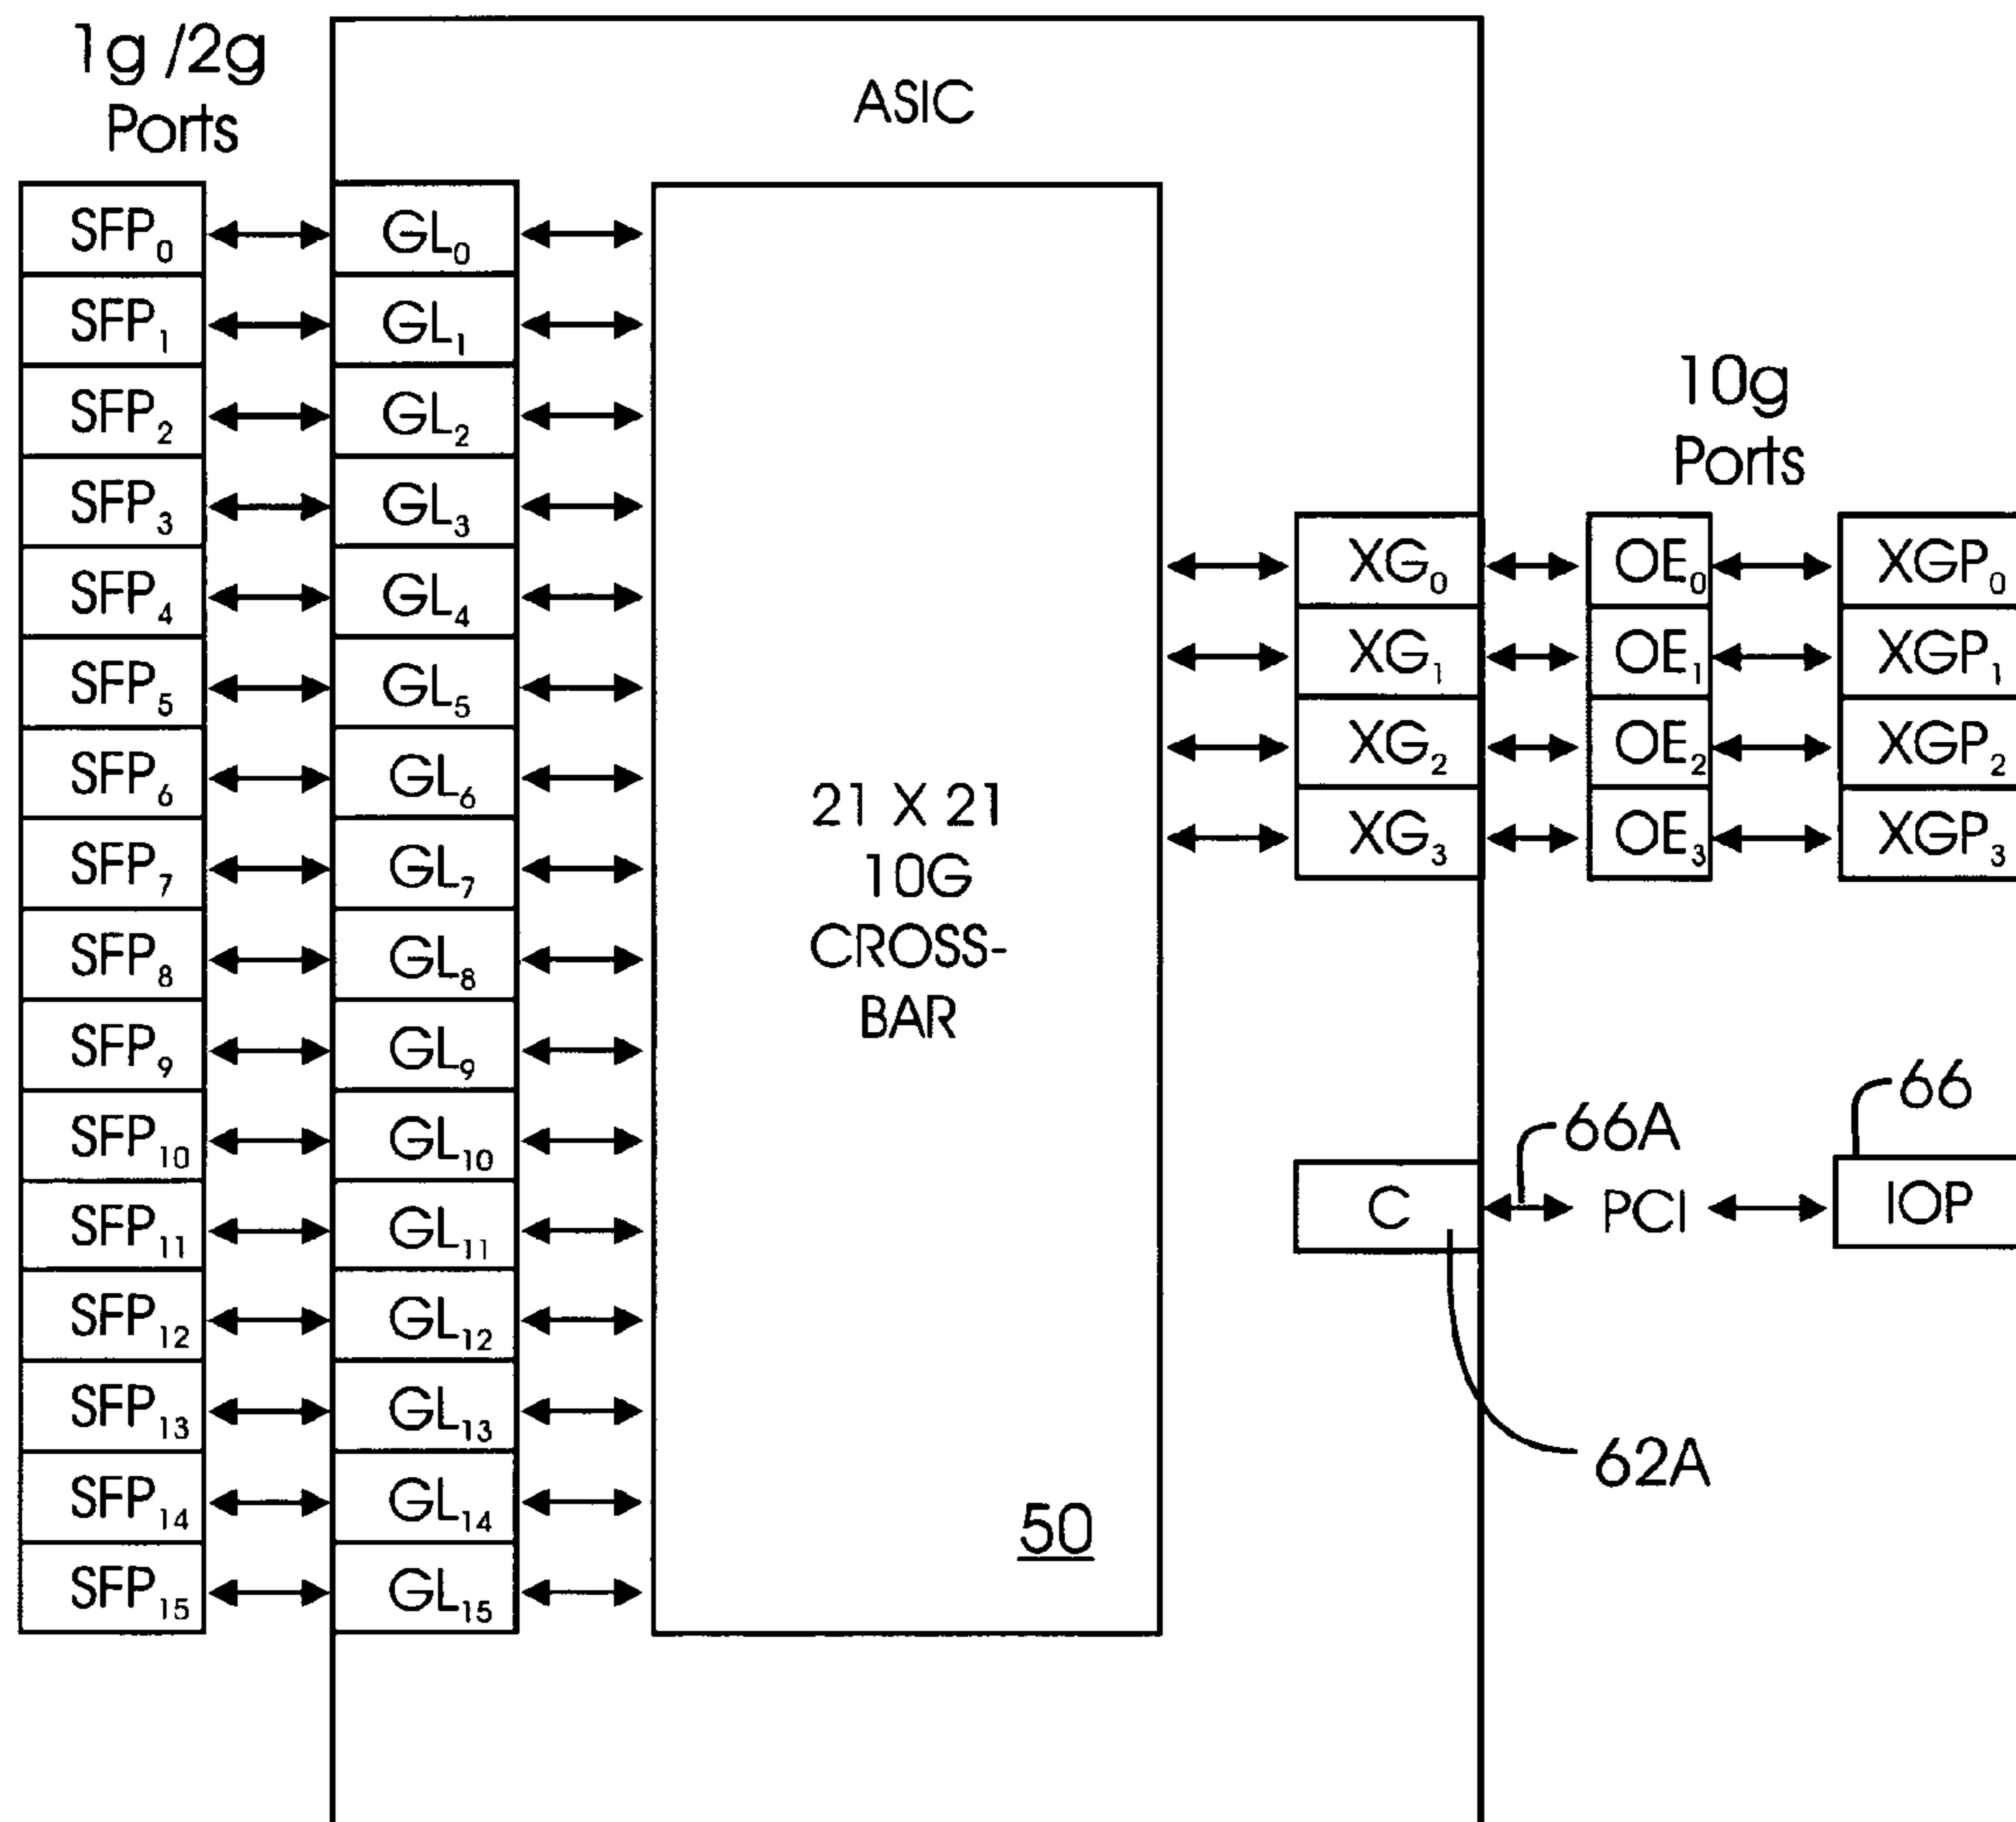 1g /2g
Ports
ASIC
SFP0 GL0
SFP1 GL1
SFP2 GL2
SFP3 GL3
SFP4 GL4
SFP5 GL5
SFP6 GL6
SFP7 GL7
SFP8 GL8
SFP9 GL9
SFP10 GL10
SFP11 GL11
SFP12 GL12
SFP13 GL13
SFP14 GL14
SFP15 GL15
21 X 21
10G
CROSS-
BAR
50
10g
Ports
XG0 OE0 XGP0
XG1 OE1 XGP1
XG2 OE2 XGP2
XG3 OE3 XGP3
66
66A
C PCI IOP
62A